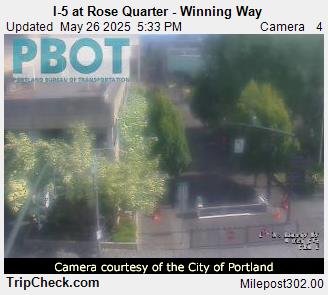 I-5 at Rose Quarter - Winning Way
Updated May 26 2025 5:33 PM Camera 4
PBOT
PORTLAND BUREAU OF TRANSPORTATION
Camera courtesy of the City of Portland
TripCheck.com Milepost302.00